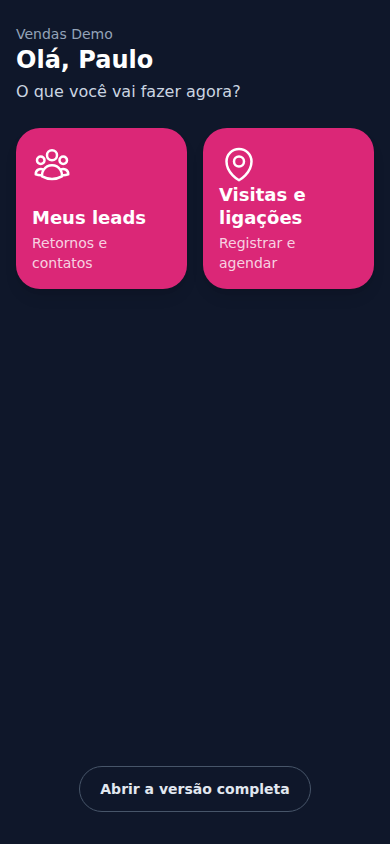 Vendas Demo
Olá, Paulo
O que você vai fazer agora?
Meus leads
Retornos e
contatos
Visitas e
ligações
Registrar e
agendar
Abrir a versão completa